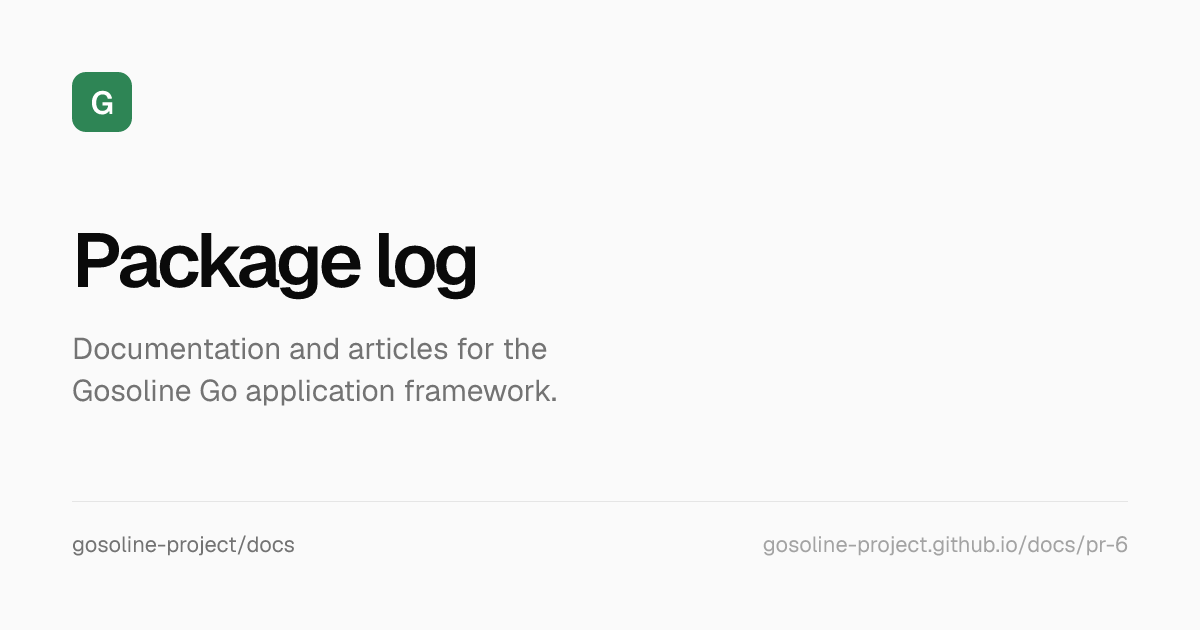 G
Package log
Documentation and articles for the
Gosoline Go application framework.
gosoline-project/docs
gosoline-project.github.io/docs/pr-6